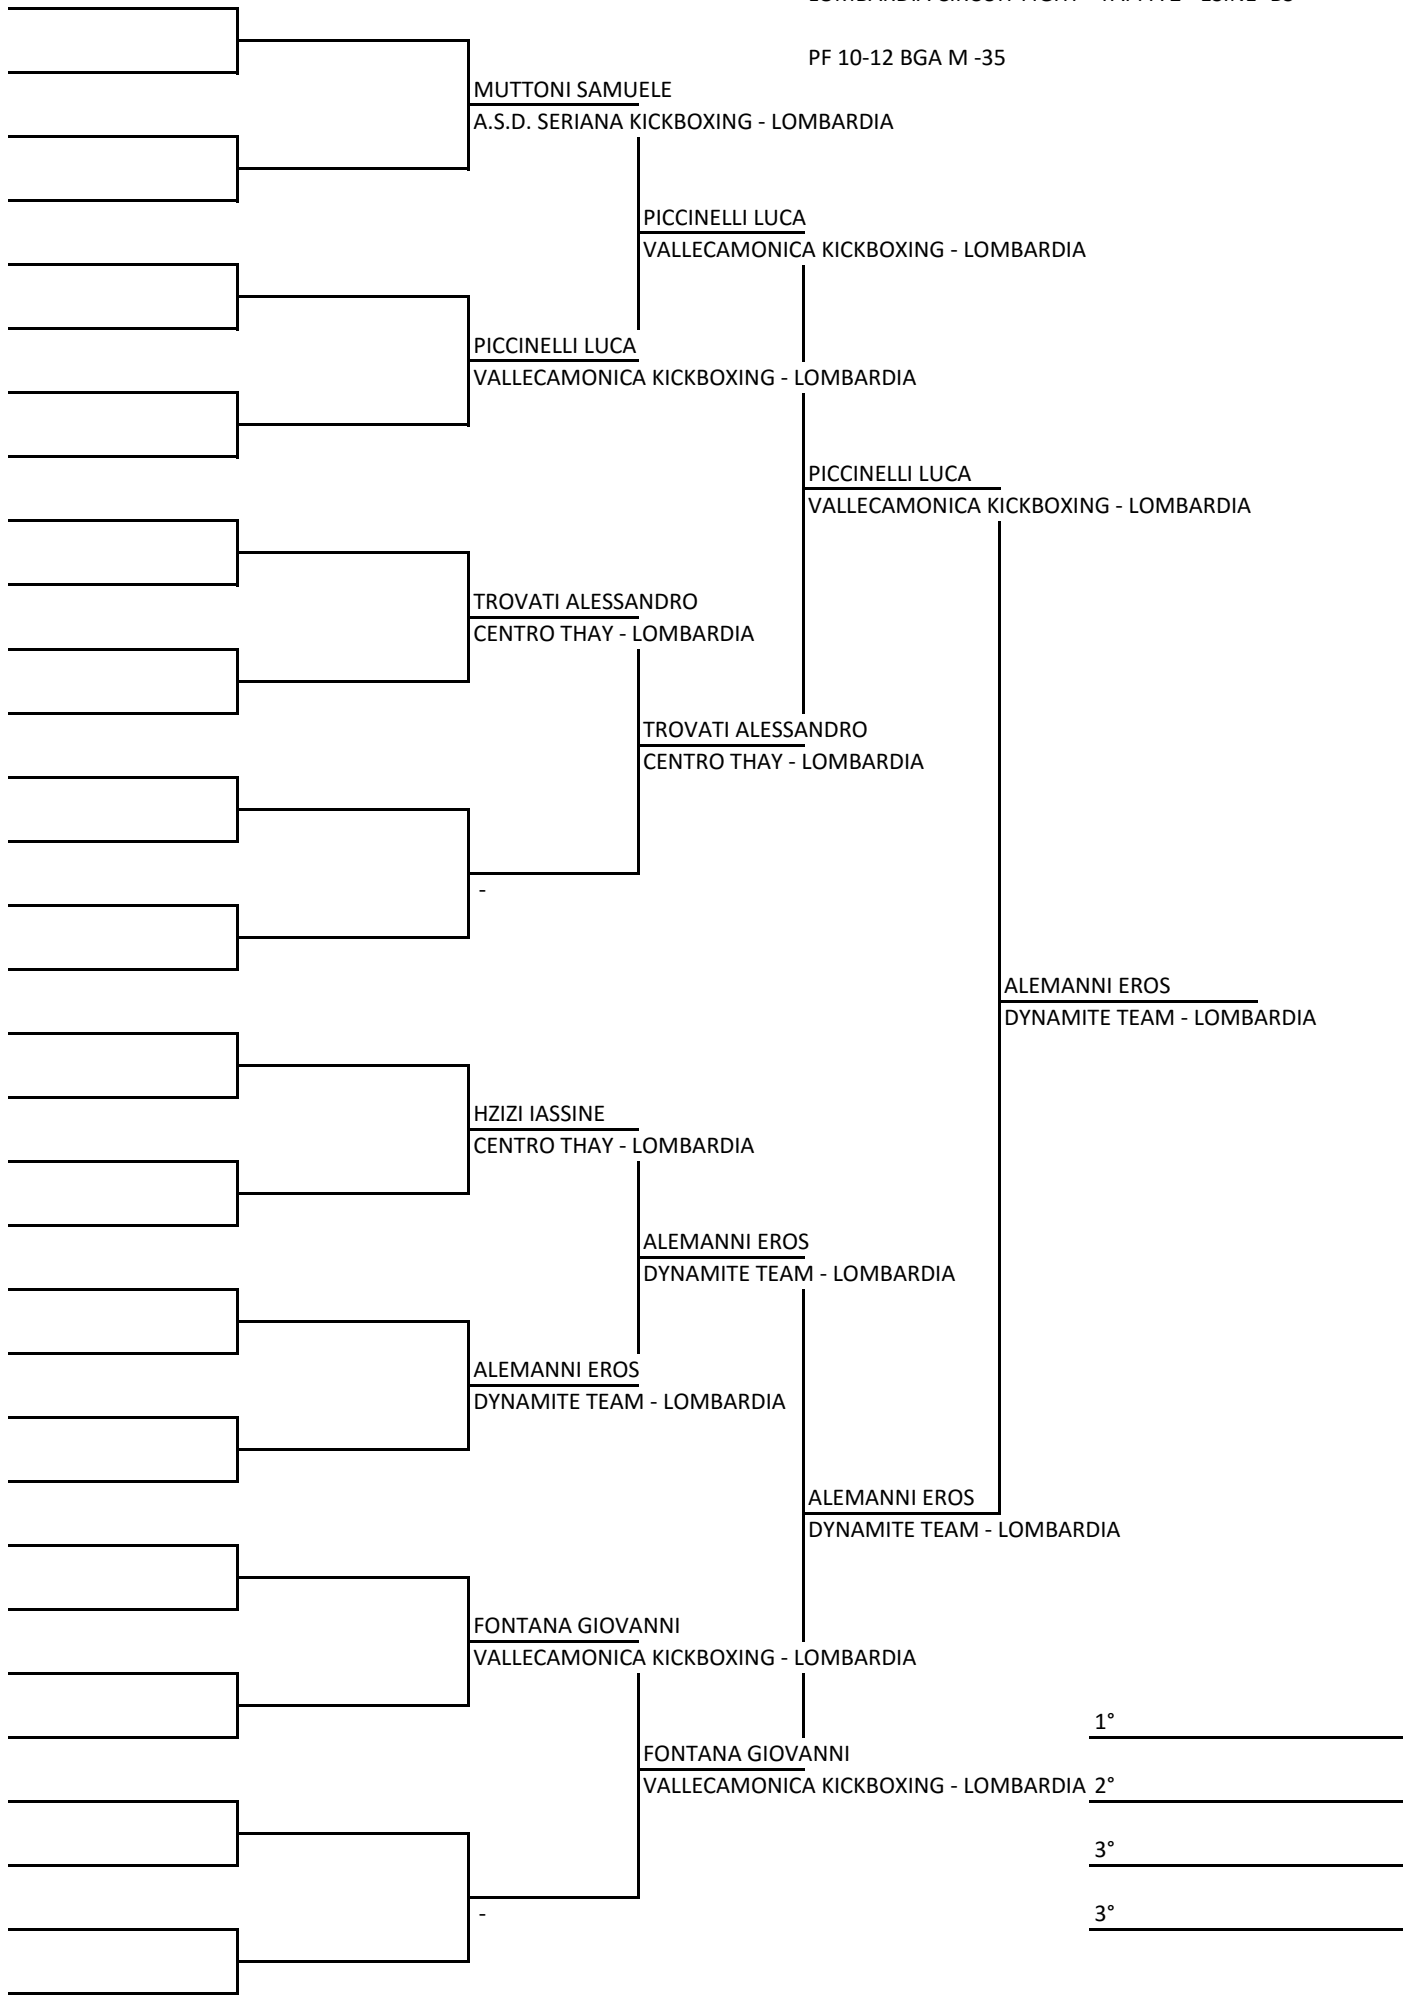 PF 10-12 BGA M -35
MUTTONI SAMUELE
A.S.D. SERIANA KICKBOXING - LOMBARDIA
PICCINELLI LUCA
VALLECAMONICA KICKBOXING - LOMBARDIA
PICCINELLI LUCA
VALLECAMONICA KICKBOXING - LOMBARDIA
PICCINELLI LUCA
VALLECAMONICA KICKBOXING - LOMBARDIA
TROVATI ALESSANDRO
CENTRO THAY - LOMBARDIA
TROVATI ALESSANDRO
CENTRO THAY - LOMBARDIA
-
ALEMANNI EROS
DYNAMITE TEAM - LOMBARDIA
HZIZI IASSINE
CENTRO THAY - LOMBARDIA
ALEMANNI EROS
DYNAMITE TEAM - LOMBARDIA
ALEMANNI EROS
DYNAMITE TEAM - LOMBARDIA
ALEMANNI EROS
DYNAMITE TEAM - LOMBARDIA
FONTANA GIOVANNI
VALLECAMONICA KICKBOXING - LOMBARDIA
1°
FONTANA GIOVANNI
VALLECAMONICA KICKBOXING - LOMBARDIA
2°
3°
-
3°